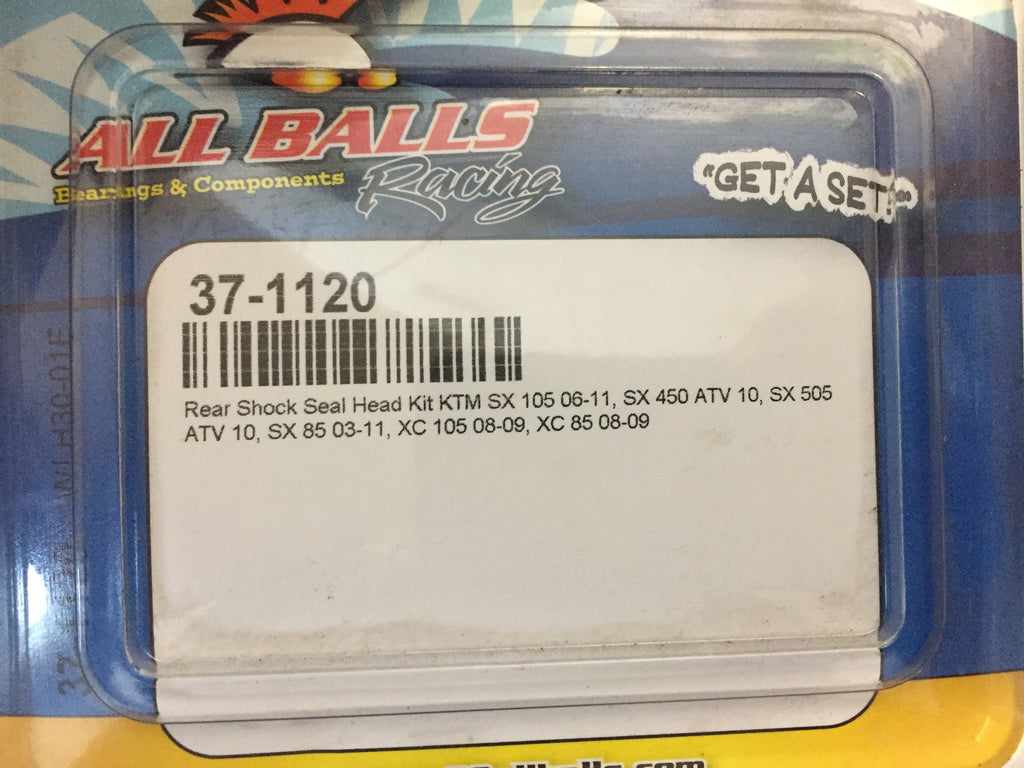 ALL BALLS
Bearings & Components
Racing
"GET A SET!"
37-1120
Rear Shock Seal Head Kit KTM SX 105 06-11, SX 450 ATV 10, SX 505
ATV 10, SX 85 03-11, XC 105 08-09, XC 85 08-09